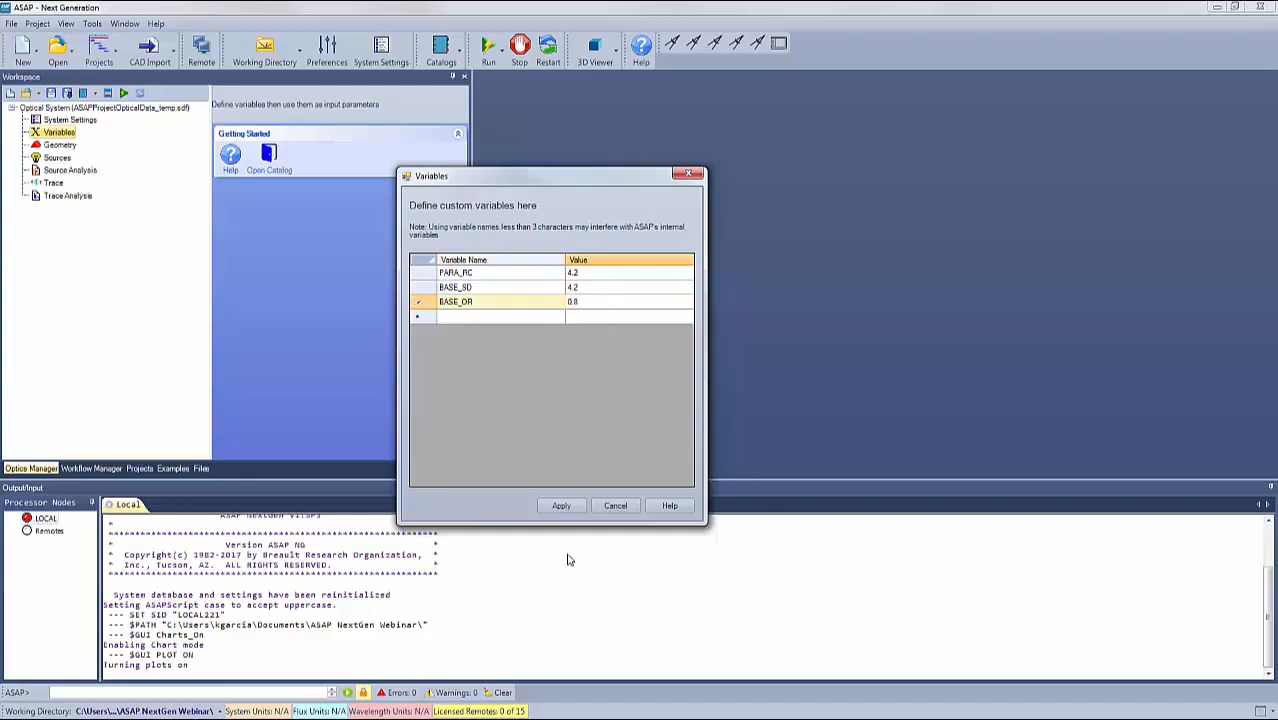 ASAP - Next Generation
File Project View Tools Window Help
New Open Projects CAD Import Remote Working Directory Preferences System Settings Catalogs Run Stop Restart 3D Viewer Help
Workspace
Optical System (ASAPProjectOpticalData_temp.sdf)
System Settings
Variables
Geometry
Sources
Source Analysis
Trace
Trace Analysis
Define variables then use them as input parameters
Getting Started
Help Open Catalog
Variables
Define custom variables here
Note: Using variable names less than 3 characters may interfere with ASAP's internal
variables
Variable Name Value
PARA_RC 4.2
BASE_SD 4.2
BASE_OR 0.8
*
Apply Cancel Help
Optics Manager Workflow Manager Projects Examples Files
Output/Input
Processor Nodes
LOCAL
Remotes
Local
**********************************************************
* Version ASAP NG *
* Copyright(c) 1982-2017 by Breault Research Organization, *
* Inc., Tucson, AZ. ALL RIGHTS RESERVED. *
**********************************************************
System database and settings have been reinitialized
Setting ASAPScript case to accept uppercase.
--- SET SID "LOCAL221"
--- $PATH "C:\Users\kgarcia\Documents\ASAP NextGen Webinar\"
--- $GUI Charts_On
Enabling Chart mode
--- $GUI PLOT ON
Turning plots on
ASAP> Errors: 0 Warnings: 0 Clear
Working Directory: C:\Users\...\ASAP NextGen Webinar\ System Units: N/A Flux Units: N/A Wavelength Units: N/A Licensed Remotes: 0 of 15